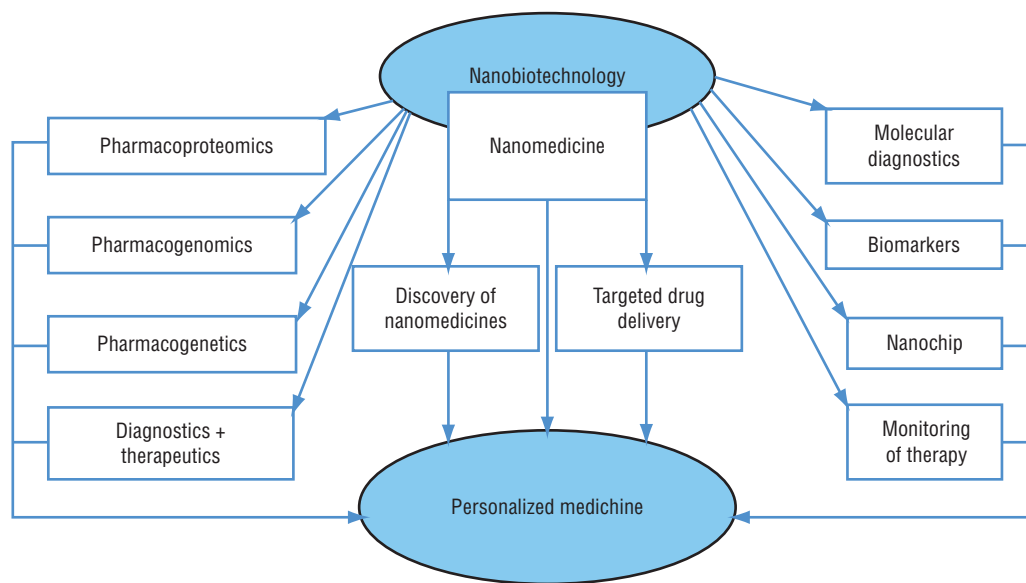 Nanobiotechnology
Nanomedicine
Pharmacoproteomics
Pharmacogenomics
Pharmacogenetics
Diagnostics +
therapeutics
Discovery of
nanomedicines
Targeted drug
delivery
Molecular
diagnostics
Biomarkers
Nanochip
Monitoring
of therapy
Personalized medichine